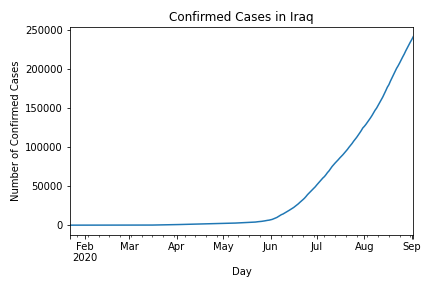 Confirmed Cases in Iraq
250000
200000
150000
100000
50000
0
Number of Confirmed Cases
Feb Mar Apr May Jun Jul Aug Sep
2020
Day